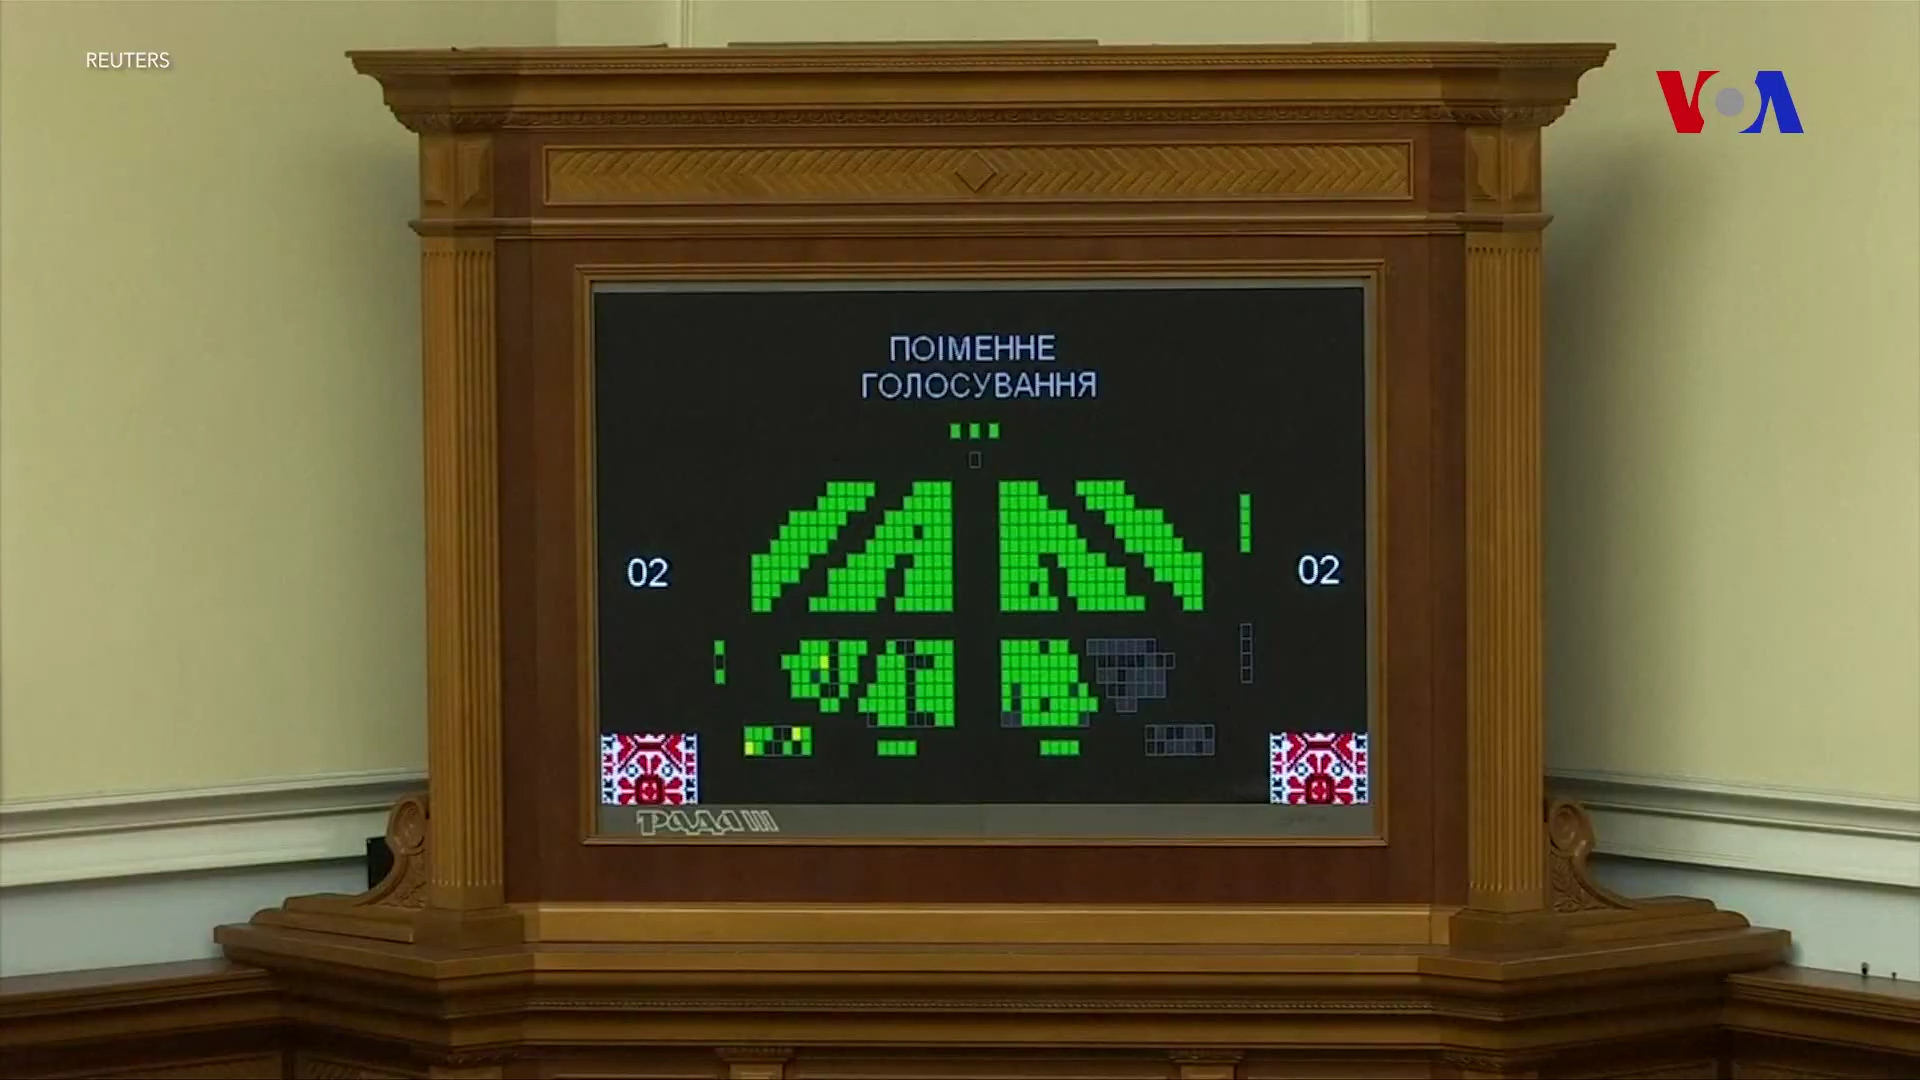 REUTERS
VOA
ПОІМЕННЕ
ГОЛОСУВАННЯ
02
02
РАДА III